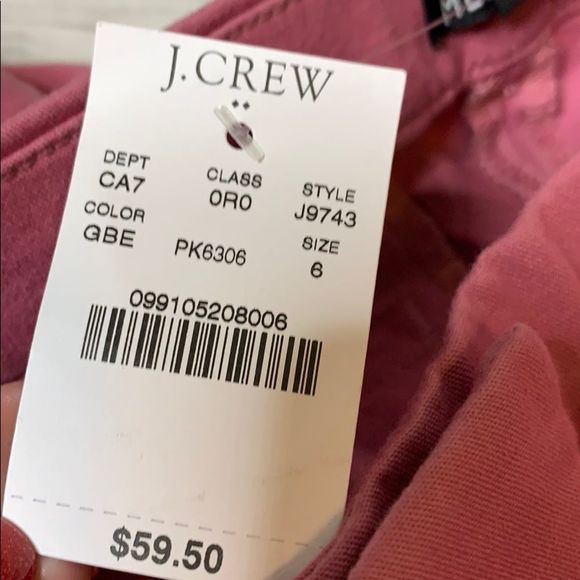 J.CREW
DEPT CLASS STYLE
CA7 0R0 J9743
COLOR SIZE
GBE PK6306 6
099105208006
$59.50